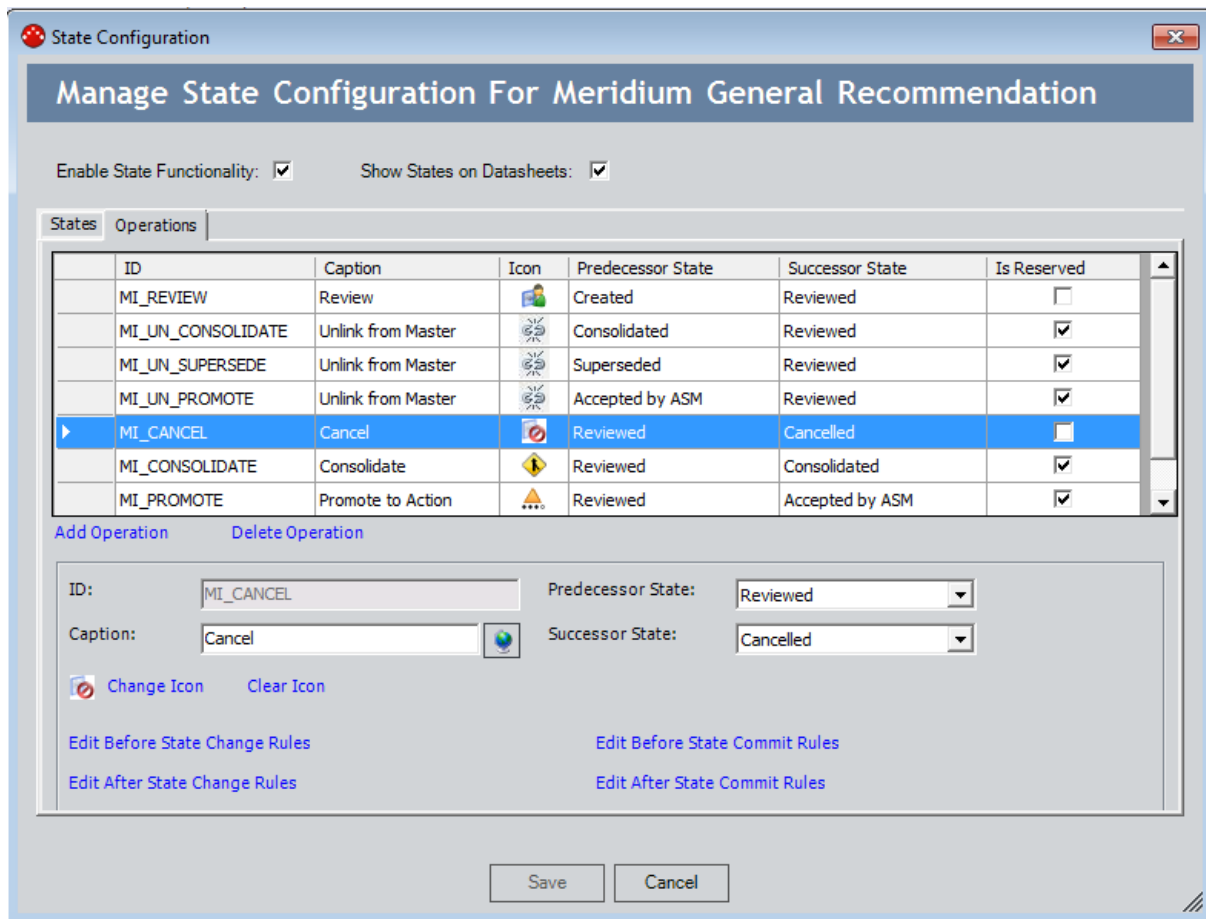 State Configuration
Manage State Configuration For Meridium General Recommendation
Enable State Functionality: Show States on Datasheets:
States Operations
ID Caption Icon Predecessor State Successor State Is Reserved
MI_REVIEW Review Created Reviewed
MI_UN_CONSOLIDATE Unlink from Master Consolidated Reviewed
MI_UN_SUPERSEDE Unlink from Master Superseded Reviewed
MI_UN_PROMOTE Unlink from Master Accepted by ASM Reviewed
MI_CANCEL Cancel Reviewed Cancelled
MI_CONSOLIDATE Consolidate Reviewed Consolidated
MI_PROMOTE Promote to Action Reviewed Accepted by ASM
Add Operation Delete Operation
ID: MI_CANCEL Predecessor State: Reviewed
Caption: Cancel Successor State: Cancelled
Change Icon Clear Icon
Edit Before State Change Rules Edit Before State Commit Rules
Edit After State Change Rules Edit After State Commit Rules
Save Cancel